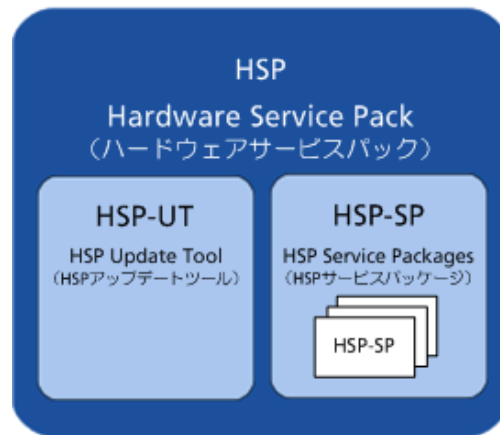 HSP
Hardware Service Pack
（ハードウェアサービスパック）
HSP-UT
HSP Update Tool
（HSPアップデートツール）
HSP-SP
HSP Service Packages
（HSPサービスパッケージ）
HSP-SP